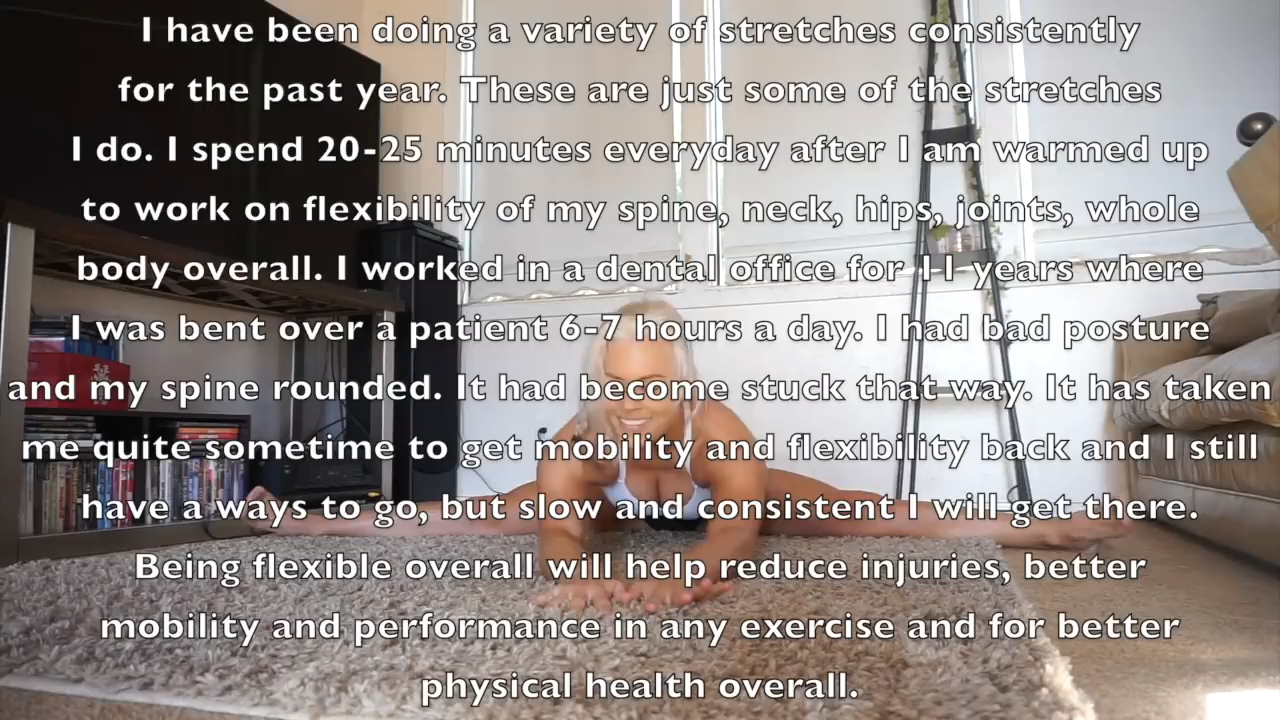 I have been doing a variety of stretches consistently
for the past year. These are just some of the stretches
I do. I spend 20-25 minutes everyday after I am warmed up
to work on flexibility of my spine, neck, hips, joints, whole
body overall. I worked in a dental office for 11 years where
I was bent over a patient 6-7 hours a day. I had bad posture
and my spine rounded. It had become stuck that way. It has taken
me quite sometime to get mobility and flexibility back and I still
have a ways to go, but slow and consistent I will get there.
Being flexible overall will help reduce injuries, better
mobility and performance in any exercise and for better
physical health overall.